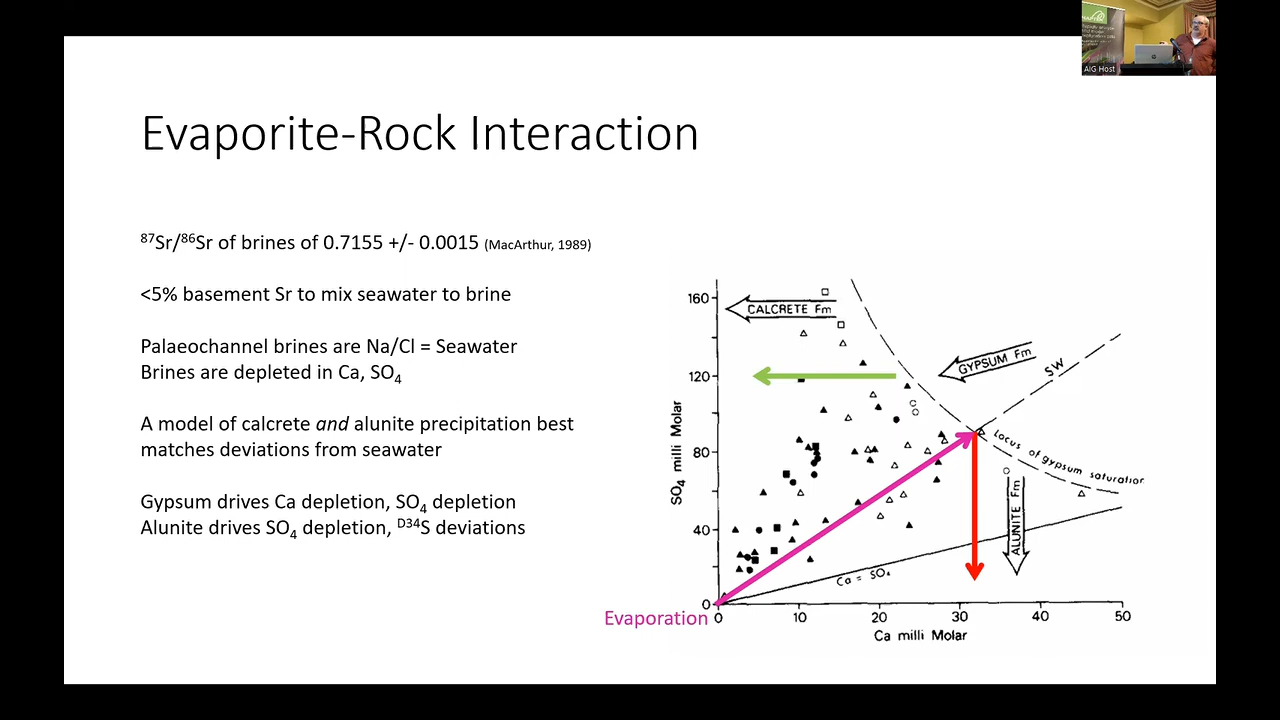 AIG Host
Evaporite-Rock Interaction
87Sr/86Sr of brines of 0.7155 +/- 0.0015 (MacArthur, 1989)
<5% basement Sr to mix seawater to brine
Palaeochannel brines are Na/Cl = Seawater
Brines are depleted in Ca, SO4
A model of calcrete and alunite precipitation best
matches deviations from seawater
Gypsum drives Ca depletion, SO4 depletion
Alunite drives SO4 depletion, D34S deviations
160
120
80
40
0
SO4 milli Molar
CALCRETE Fm
GYPSUM Fm
SW
Locus of gypsum saturation
ALUNITE Fm
Ca = SO4
Evaporation
0 10 20 30 40 50
Ca milli Molar